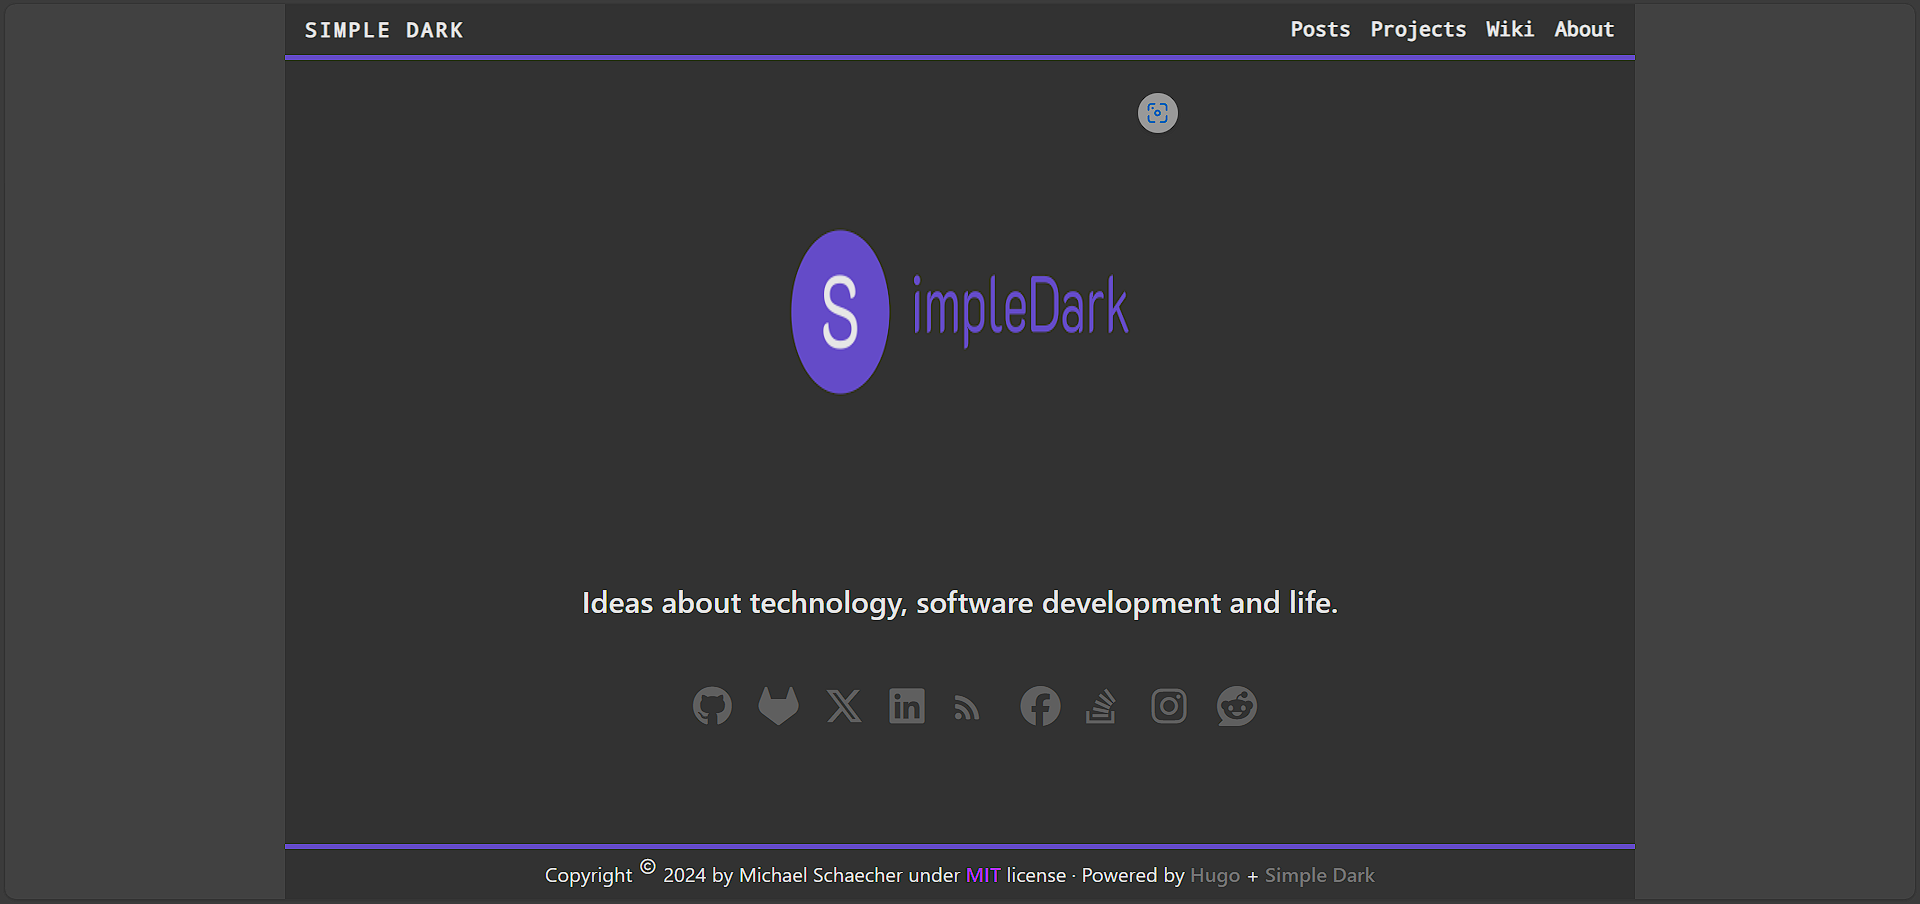 SIMPLE DARK
Posts Projects Wiki About
S impleDark
Ideas about technology, software development and life.
in
Copyright © 2024 by Michael Schaecher under MIT license · Powered by Hugo + Simple Dark